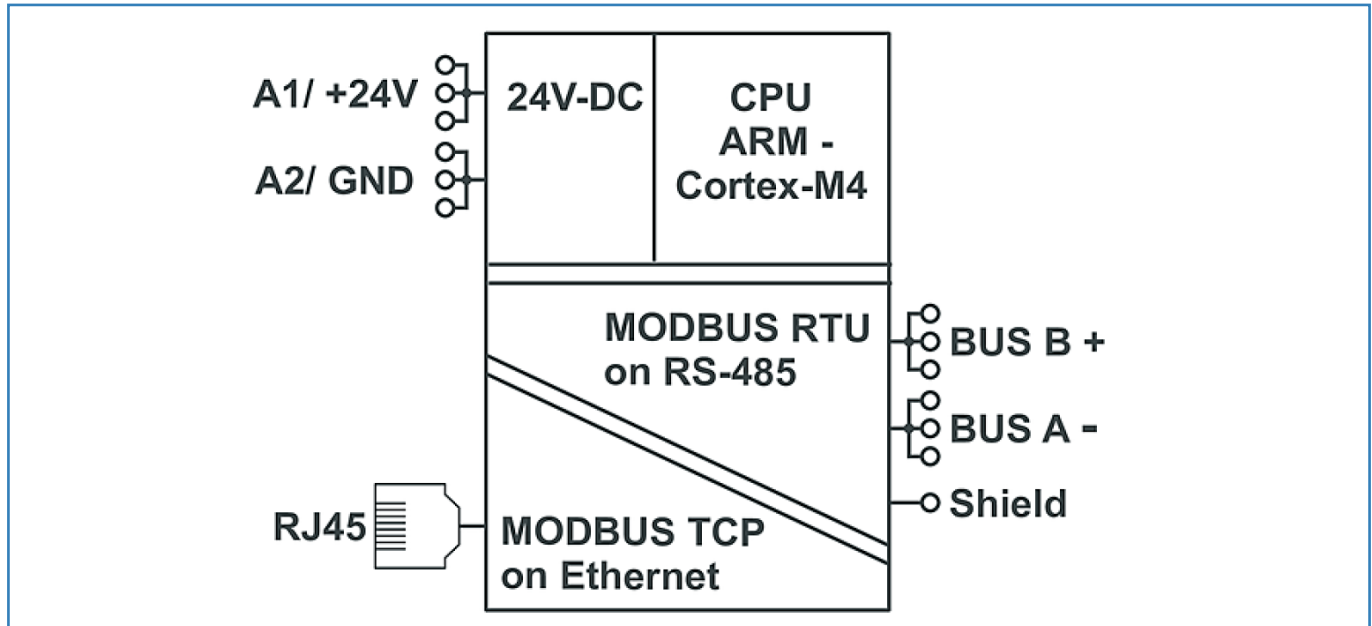 A1/ +24V
A2/ GND
24V-DC
CPU
ARM -
Cortex-M4
MODBUS RTU
on RS-485
BUS B +
BUS A -
Shield
RJ45
MODBUS TCP
on Ethernet